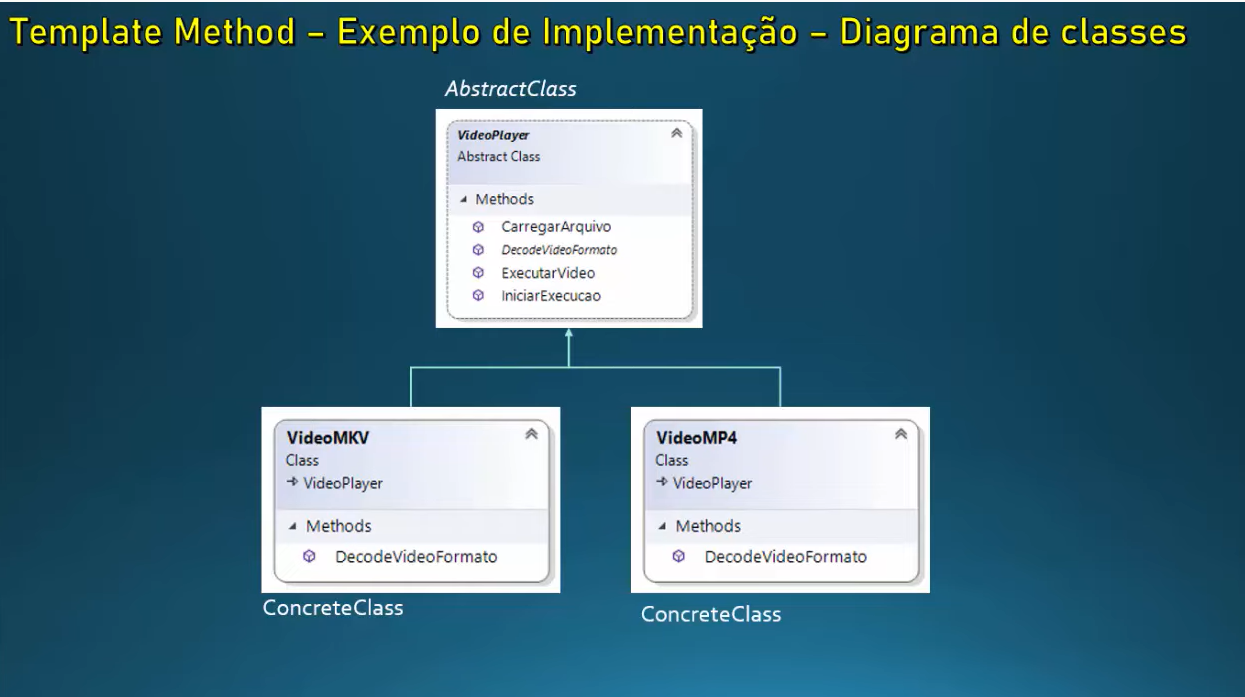 Template Method – Exemplo de Implementação – Diagrama de classes
AbstractClass
VideoPlayer
Abstract Class
Methods
CarregarArquivo
DecodeVideoFormato
ExecutarVideo
IniciarExecucao
VideoMKV
Class
VideoPlayer
Methods
DecodeVideoFormato
ConcreteClass
VideoMP4
Class
VideoPlayer
Methods
DecodeVideoFormato
ConcreteClass